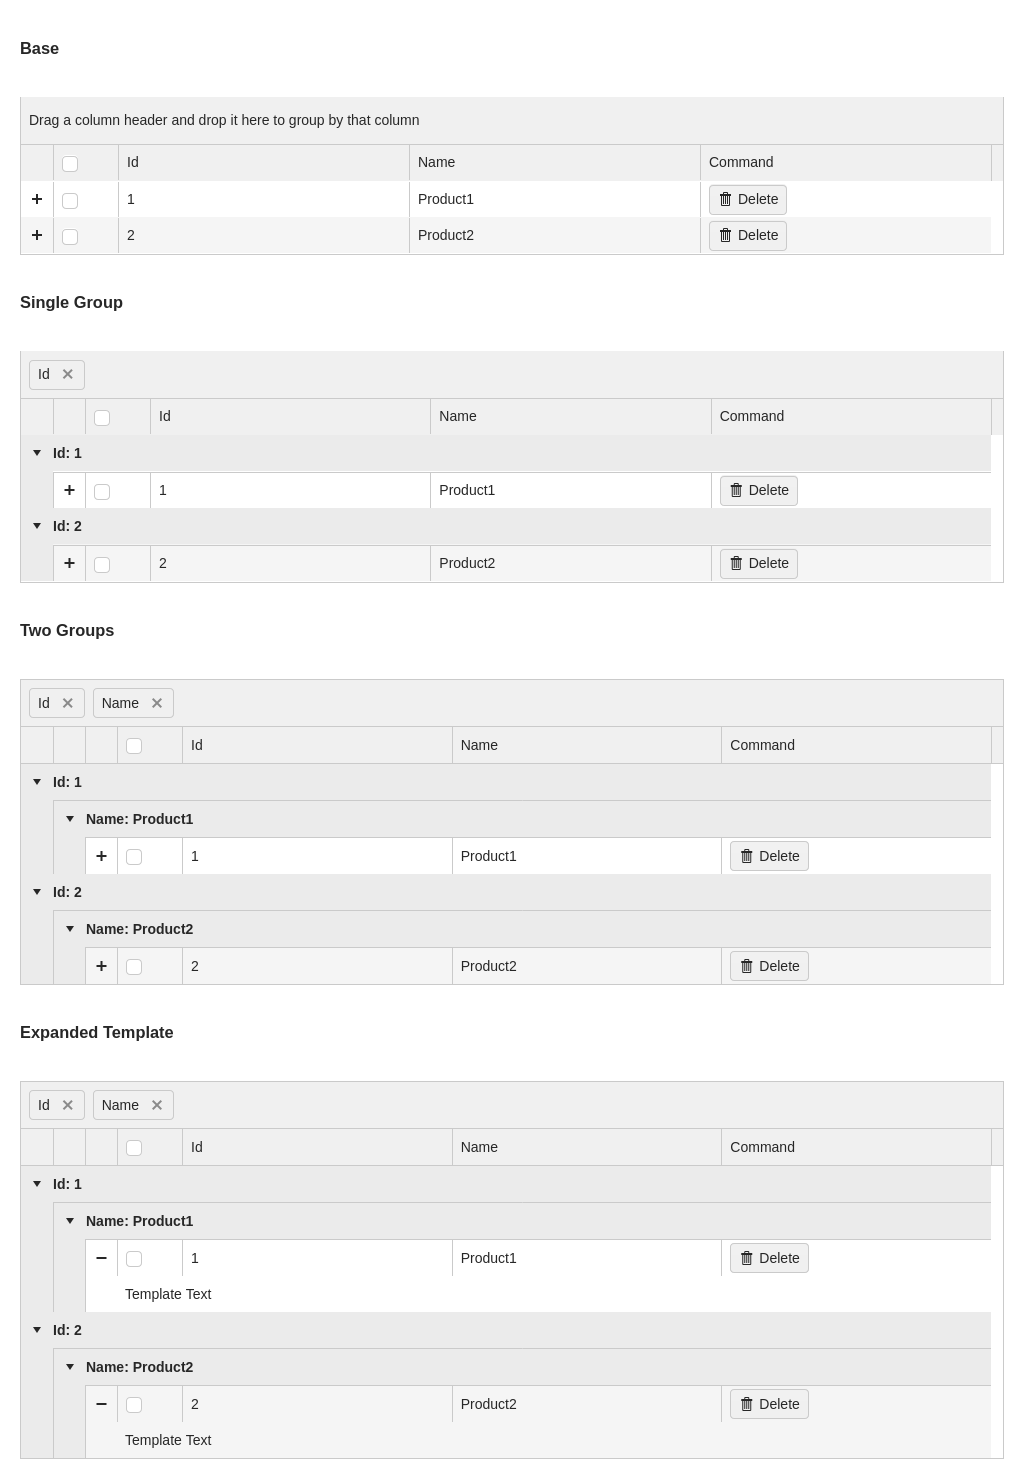 Base
Drag a column header and drop it here to group by that column
Id Name Command
1 Product1 Delete
2 Product2 Delete
Single Group
Id
Id Name Command
Id: 1
1 Product1 Delete
Id: 2
2 Product2 Delete
Two Groups
Id Name
Id Name Command
Id: 1
Name: Product1
1 Product1 Delete
Id: 2
Name: Product2
2 Product2 Delete
Expanded Template
Id Name
Id Name Command
Id: 1
Name: Product1
1 Product1 Delete
Template Text
Id: 2
Name: Product2
2 Product2 Delete
Template Text